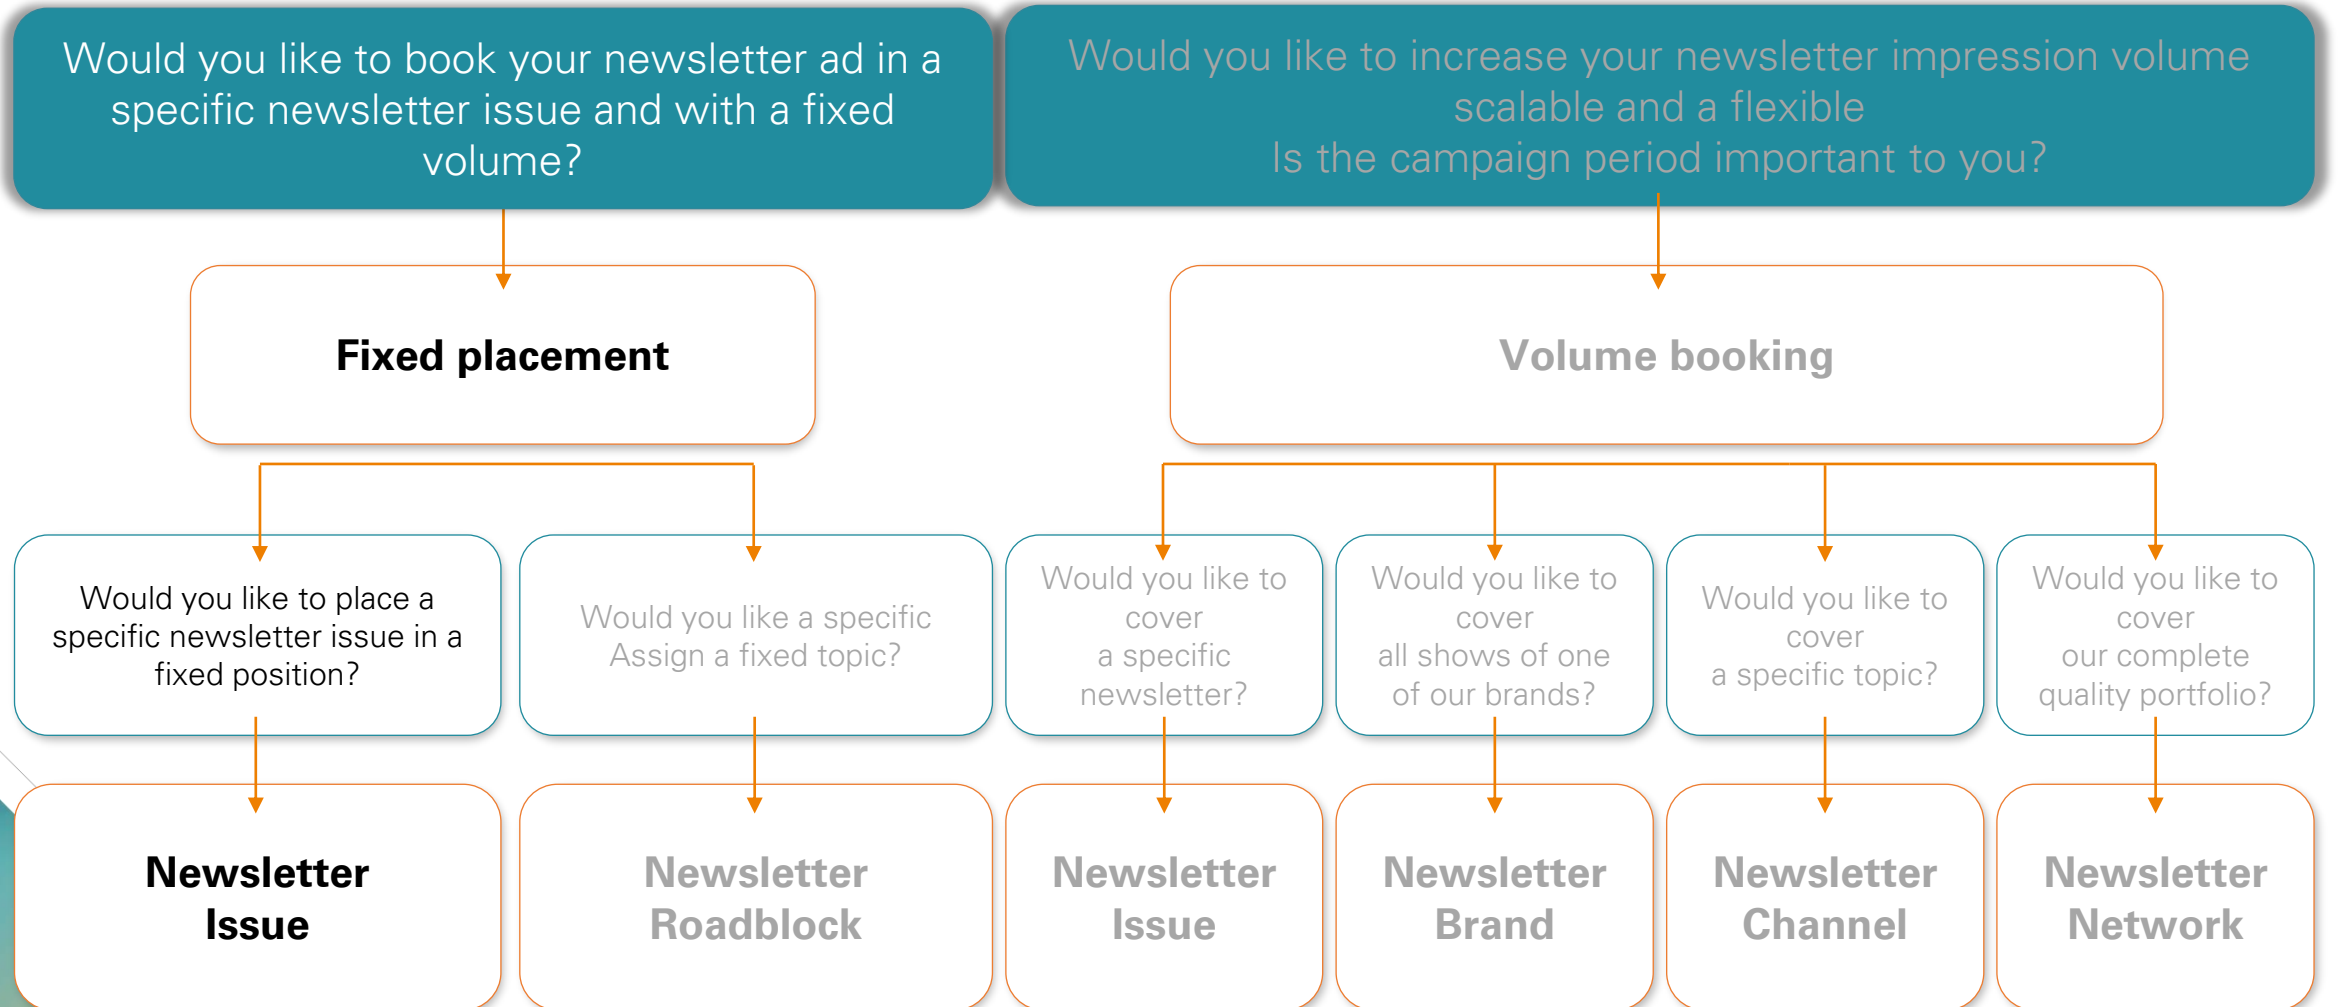 Would you like to book your newsletter ad in a
specific newsletter issue and with a fixed
volume?
Would you like to increase your newsletter impression volume
scalable and a flexible
Is the campaign period important to you?
Fixed placement
Volume booking
Would you like to place a
specific newsletter issue in a
fixed position?
Would you like a specific
Assign a fixed topic?
Would you like to
cover
a specific
newsletter?
Would you like to
cover
all shows of one
of our brands?
Would you like to
cover
a specific topic?
Would you like to
cover
our complete
quality portfolio?
Newsletter
Issue
Newsletter
Roadblock
Newsletter
Issue
Newsletter
Brand
Newsletter
Channel
Newsletter
Network